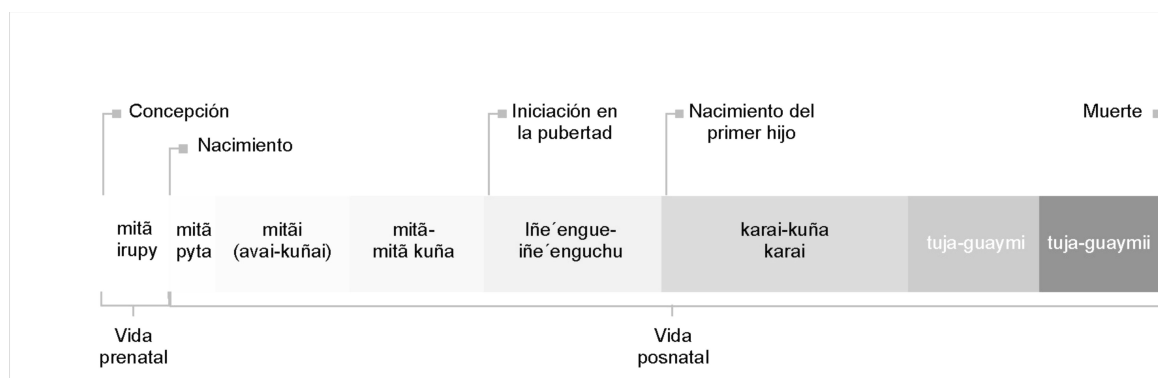 Concepción
Nacimiento
Iniciación en
la pubertad
Nacimiento del
primer hijo
Muerte
mitã
irupy
mitã
pyta
mitãi
(avai-kuñai)
mitã-
mitã kuña
Iñe´engue-
iñe´enguchu
karai-kuña
karai
tuja-guaymi
tuja-guaymii
Vida
prenatal
Vida
posnatal